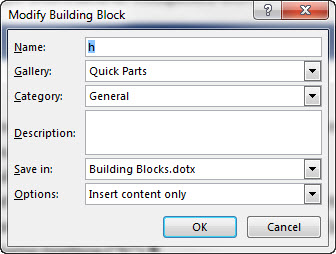 Modify Building Block
Name: h
Gallery: Quick Parts
Category: General
Description:
Save in: Building Blocks.dotx
Options: Insert content only
OK Cancel